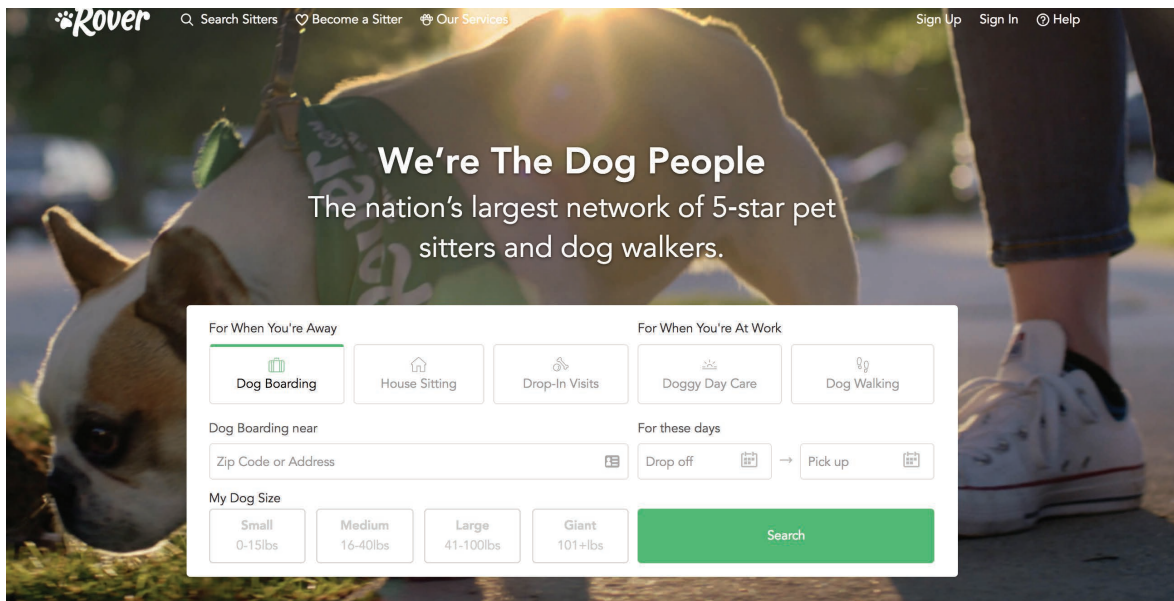 Rover
Search Sitters Become a Sitter Our Services Sign Up Sign In Help
We're The Dog People
The nation's largest network of 5-star pet
sitters and dog walkers.
For When You're Away
For When You're At Work
Dog Boarding
House Sitting
Drop-In Visits
Doggy Day Care
Dog Walking
Dog Boarding near
For these days
Zip Code or Address
Drop off → Pick up
My Dog Size
Small
0-15lbs
Medium
16-40lbs
Large
41-100lbs
Giant
101+lbs
Search
Rover